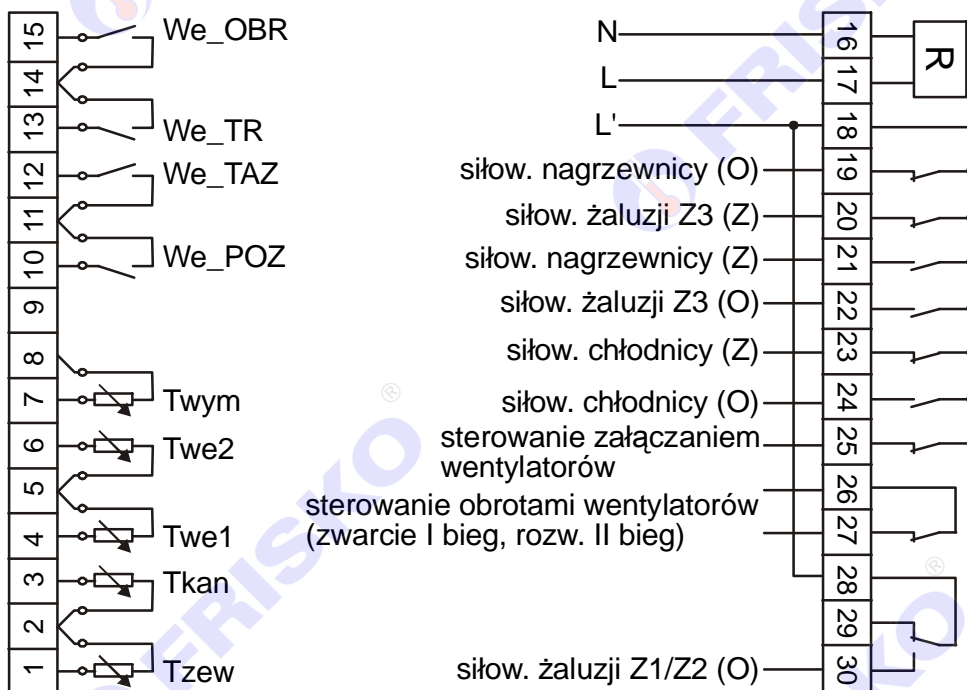 15
We_OBR
14
13
We_TR
12
We_TAZ
11
10
We_POZ
9
8
7
Twym
6
Twe2
5
4
Twe1
3
Tkan
2
1
Tzew
N
16
R
L
17
L'
18
siłow. nagrzewnicy (O)
19
siłow. żaluzji Z3 (Z)
20
siłow. nagrzewnicy (Z)
21
siłow. żaluzji Z3 (O)
22
siłow. chłodnicy (Z)
23
siłow. chłodnicy (O)
24
sterowanie załączaniem
wentylatorów
25
26
sterowanie obrotami wentylatorów
(zwarcie I bieg, rozw. II bieg)
27
28
29
siłow. żaluzji Z1/Z2 (O)
30
FRISKO
®